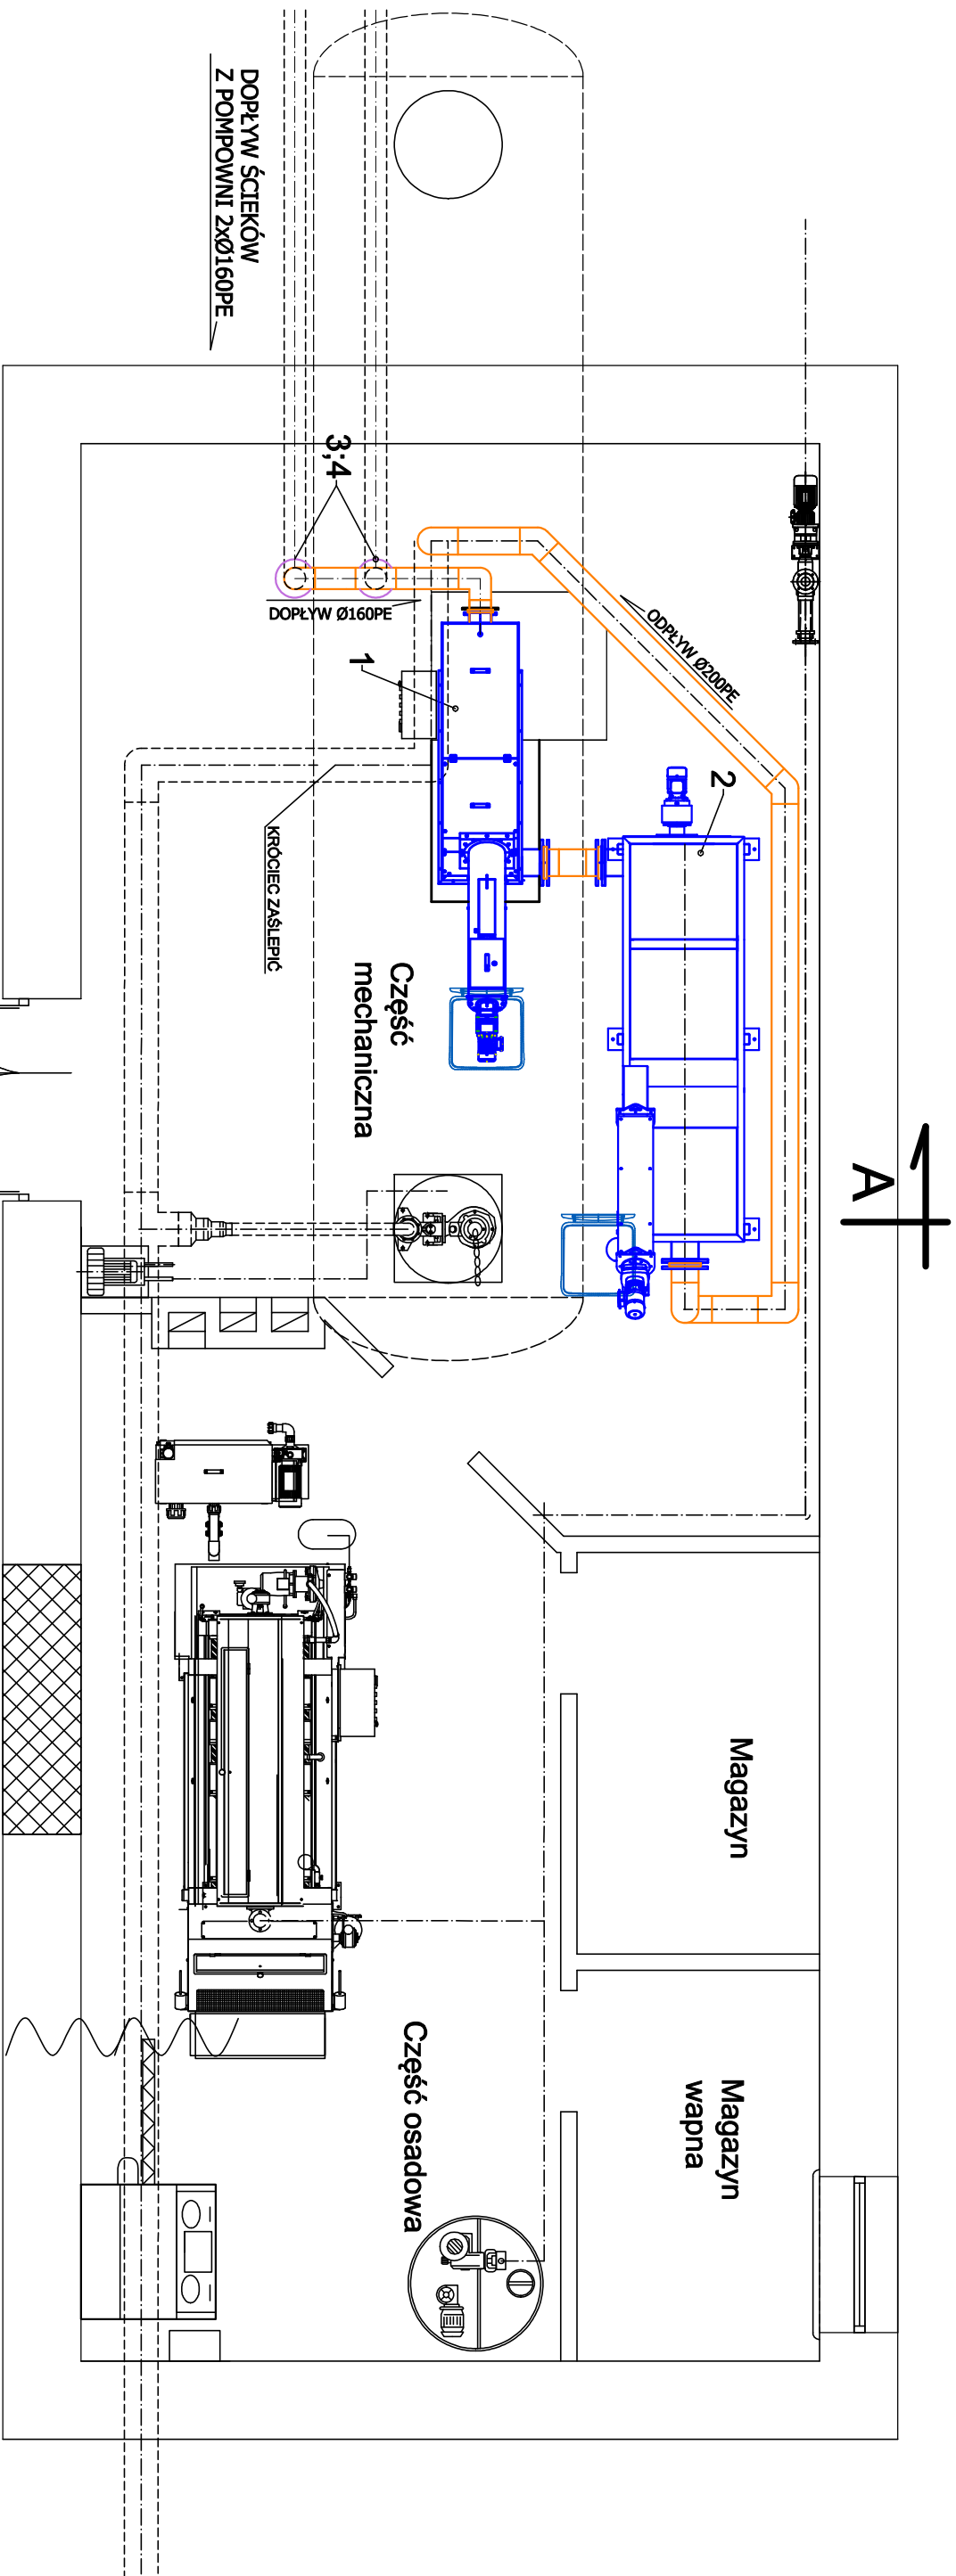 DOPŁYW ŚCIEKÓW
Z POMPOWNI 2xØ160PE
3;4
DOPŁYW Ø160PE
1
KRÓCIEC ZAŚLEPIĆ
ODPŁYW Ø200PE
2
Część
mechaniczna
A
Magazyn
Magazyn
wapna
Część osadowa